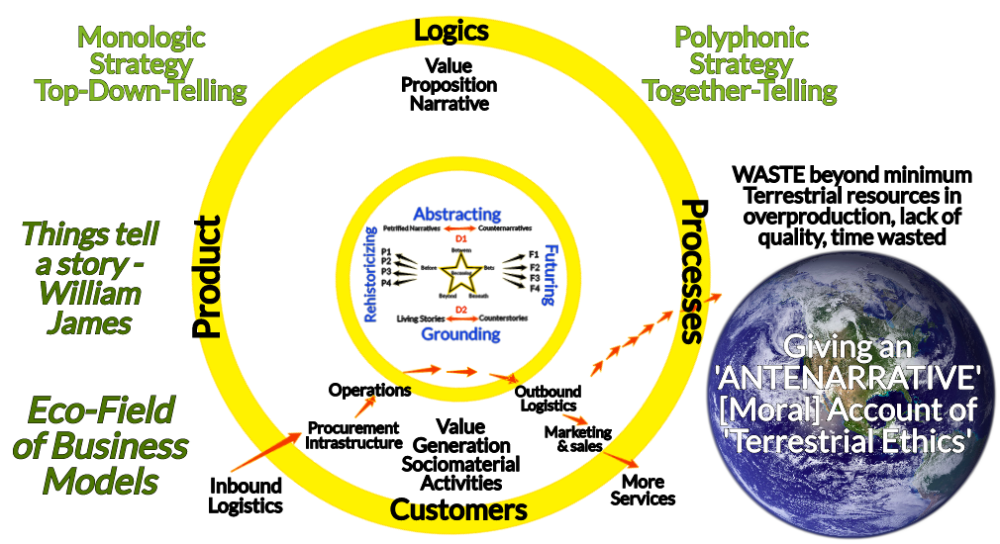 Monologic
Strategy
Top-Down-Telling
Logics
Value
Proposition
Narrative
Polyphonic
Strategy
Together-Telling
WASTE beyond minimum
Terrestrial resources in
overproduction, lack of
quality, time wasted
Things tell
a story -
William
James
Product
Processes
Abstracting
Petrified Narratives
Counternarratives
D1
Rehistoricizing
Futuring
P1
P2
P3
P4
Before
Between
Becoming
Bets
Beyond
Beneath
F1
F2
F3
F4
D2
Living Stories
Counterstories
Grounding
Giving an
'ANTENARRATIVE'
[Moral] Account of
'Terrestrial Ethics'
Eco-Field
of Business
Models
Operations
Outbound
Logistics
Procurement
Intrastructure
Marketing
& sales
Value
Generation
Sociomaterial
Activities
Inbound
Logistics
More
Services
Customers